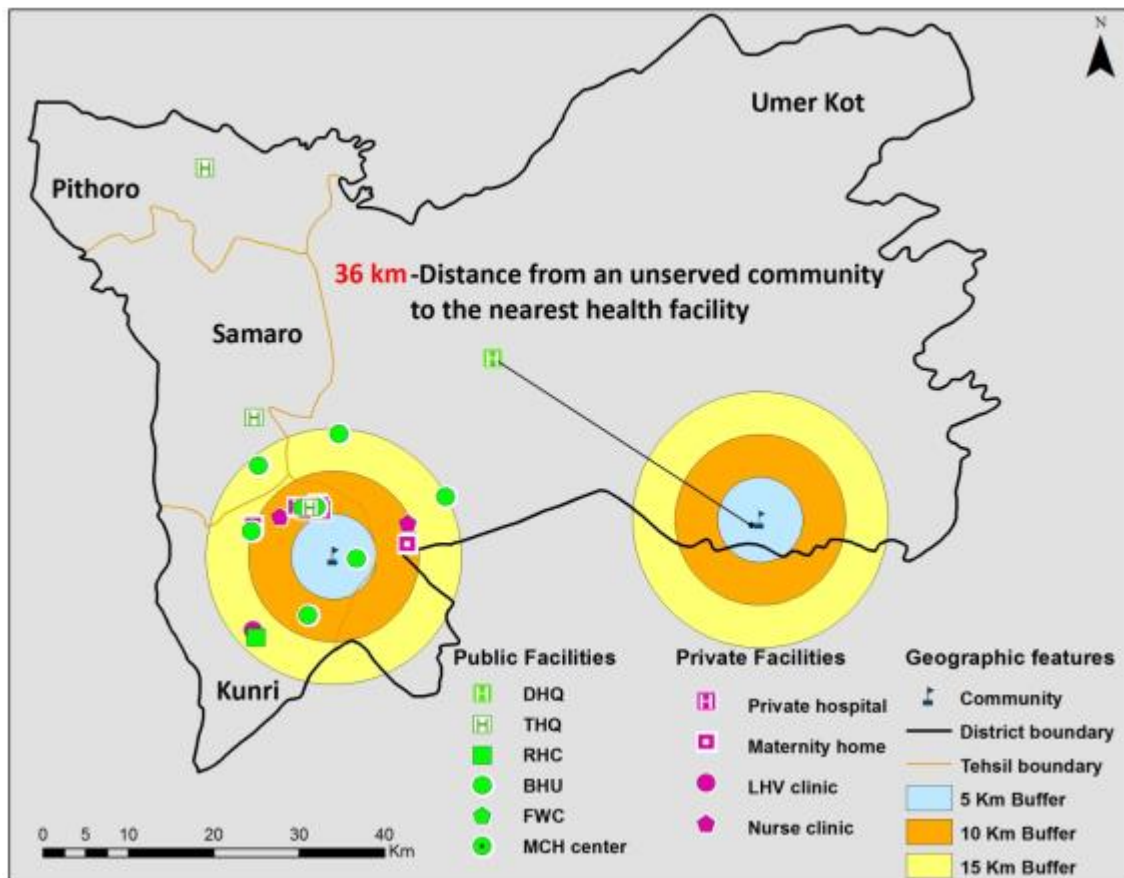 N
Umer Kot
Pithoro
36 km -Distance from an unserved community
to the nearest health facility
Samaro
H
H
H
H
Kunri
Public Facilities
H DHQ
H THQ
RHC
BHU
FWC
MCH center
Private Facilities
H Private hospital
Maternity home
LHV clinic
Nurse clinic
Geographic features
Community
District boundary
Tehsil boundary
5 Km Buffer
10 Km Buffer
15 Km Buffer
0 5 10 20 30 40
Km